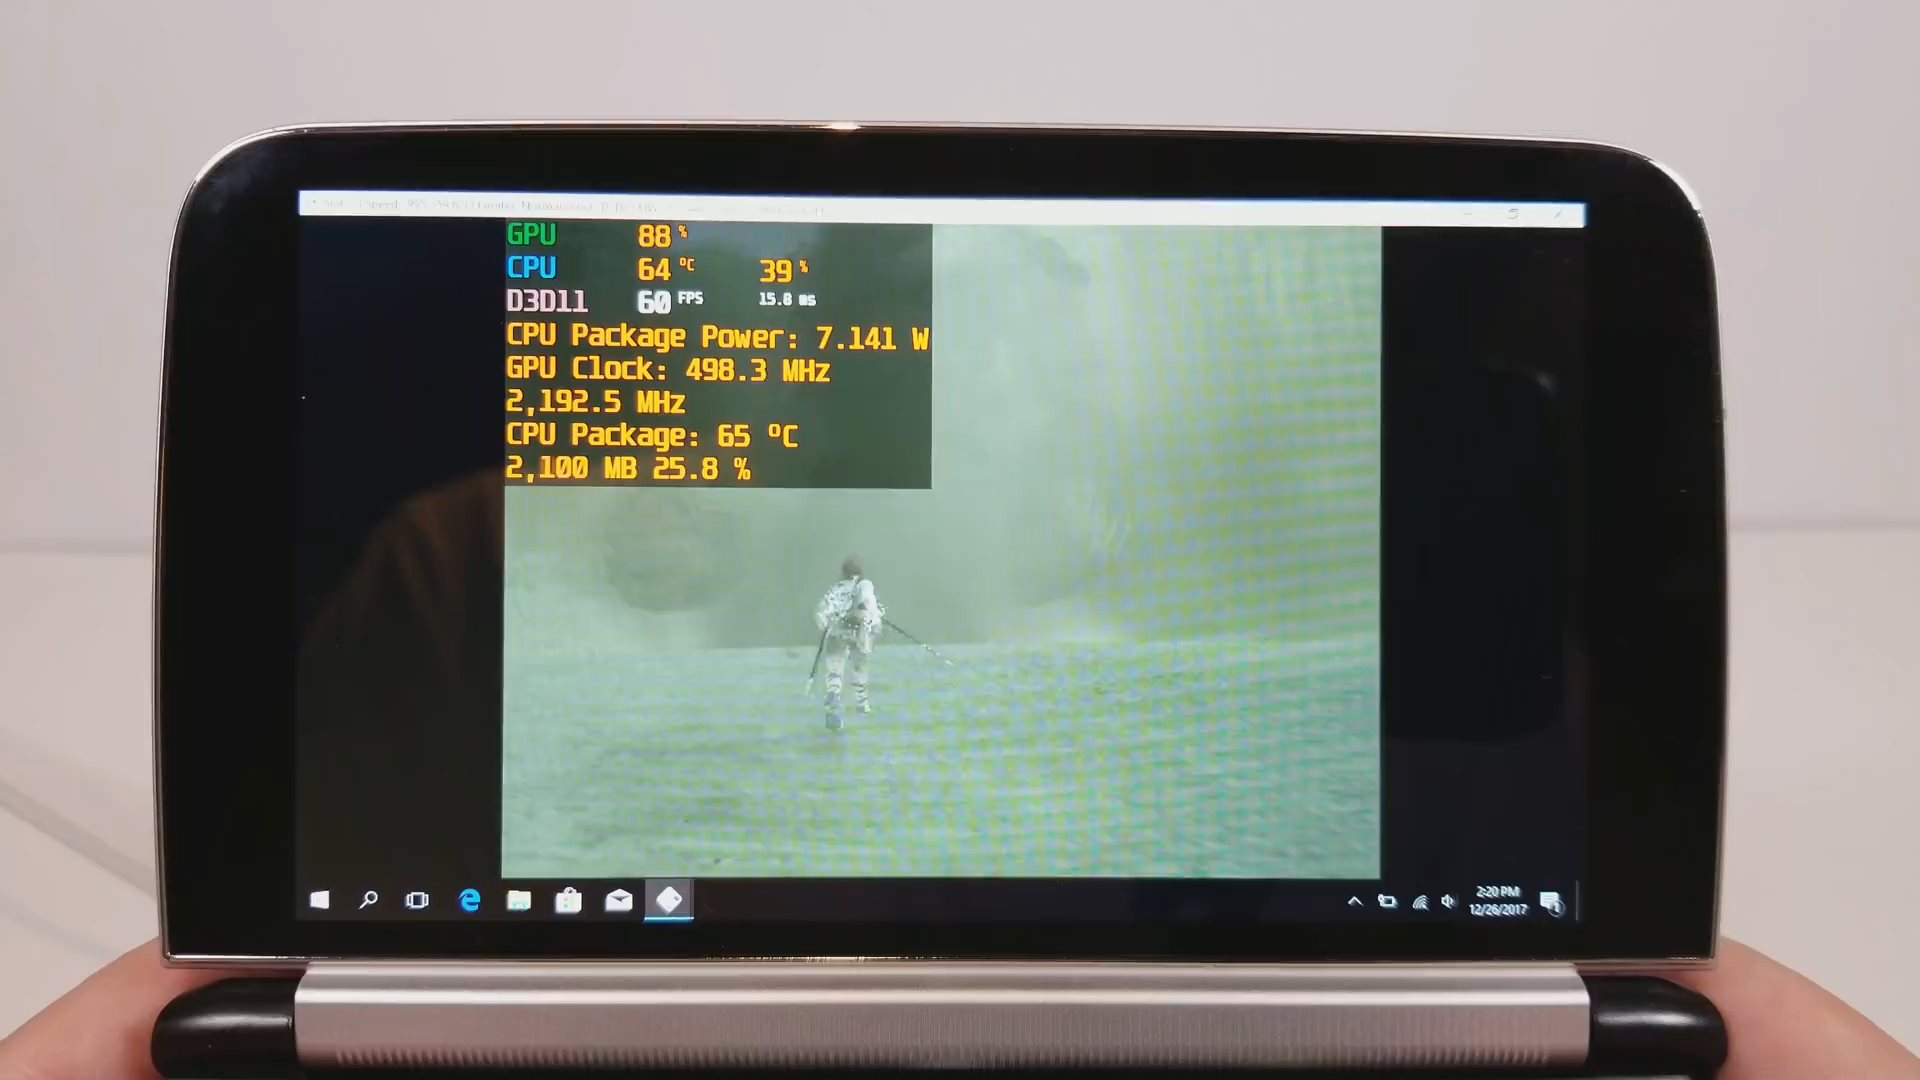 GPU 88 %
CPU 64 °C 39 %
D3D11 60 FPS 15.8 ms
CPU Package Power: 7.141 W
GPU Clock: 498.3 MHz
2,192.5 MHz
CPU Package: 65 °C
2,100 MB 25.8 %
2:20 PM
12/26/2017